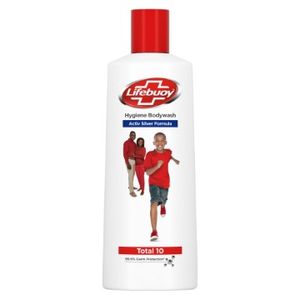 Lifebuoy
Hygiene Bodywash
Activ Silver Formula
Total 10
99.9% Germ Protection*